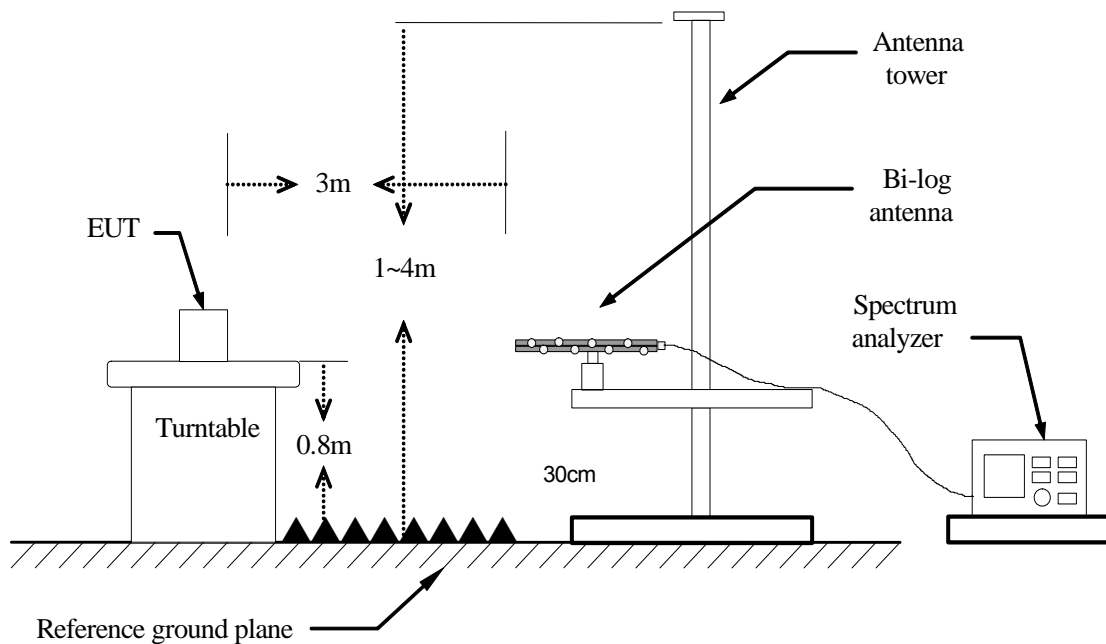 Antenna
tower
3m
Bi-log
antenna
EUT
1~4m
Spectrum
analyzer
Turntable
0.8m
30cm
Reference ground plane